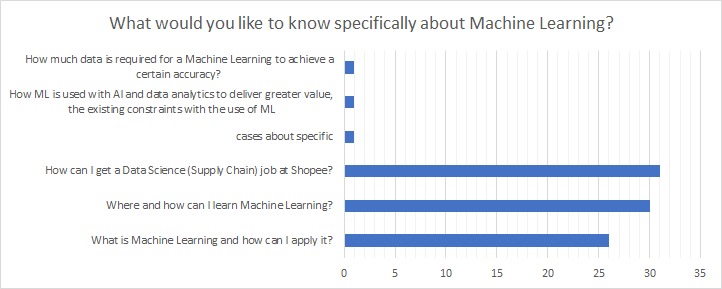 What would you like to know specifically about Machine Learning?
How much data is required for a Machine Learning to achieve a
certain accuracy?
How ML is used with AI and data analytics to deliver greater value,
the existing constraints with the use of ML
cases about specific
How can I get a Data Science (Supply Chain) job at Shopee?
Where and how can I learn Machine Learning?
What is Machine Learning and how can I apply it?
0 5 10 15 20 25 30 35